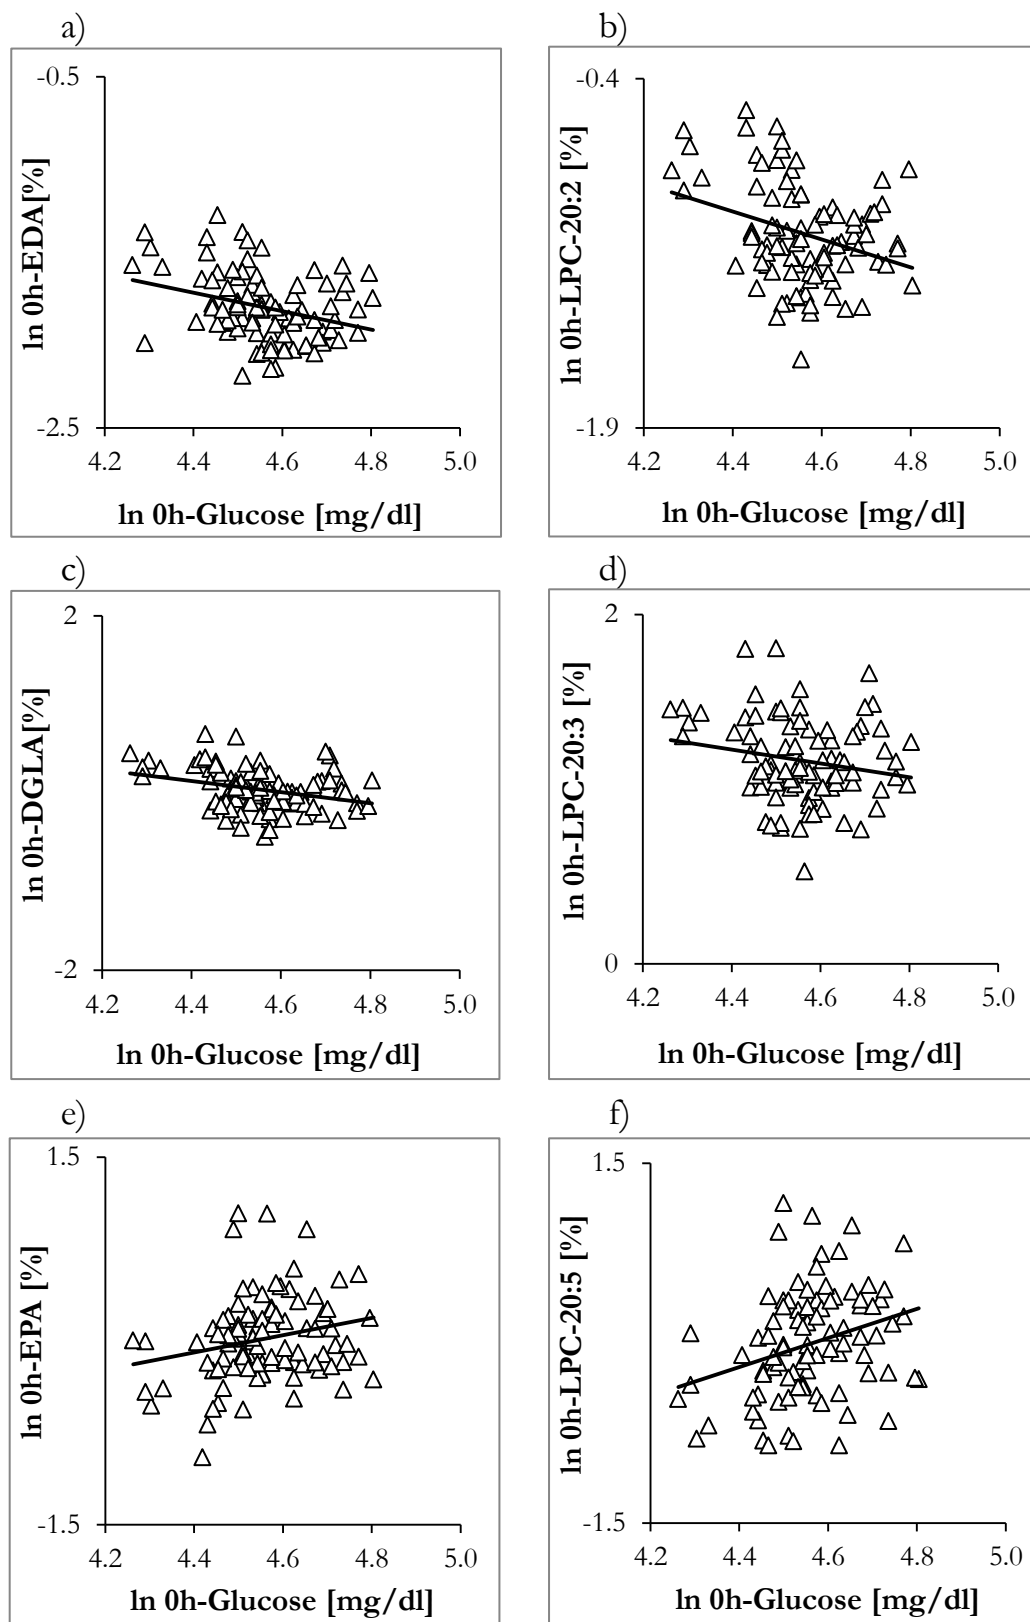 a)
-0.5
ln 0h-EDA[%]
-2.5
4.2 4.4 4.6 4.8 5.0
ln 0h-Glucose [mg/dl]
b)
-0.4
ln 0h-LPC-20:2 [%]
-1.9
4.2 4.4 4.6 4.8 5.0
ln 0h-Glucose [mg/dl]
c)
2
ln 0h-DGLA[%]
-2
4.2 4.4 4.6 4.8 5.0
ln 0h-Glucose [mg/dl]
d)
2
ln 0h-LPC-20:3 [%]
0
4.2 4.4 4.6 4.8 5.0
ln 0h-Glucose [mg/dl]
e)
1.5
ln 0h-EPA [%]
-1.5
4.2 4.4 4.6 4.8 5.0
ln 0h-Glucose [mg/dl]
f)
1.5
ln 0h-LPC-20:5 [%]
-1.5
4.2 4.4 4.6 4.8 5.0
ln 0h-Glucose [mg/dl]